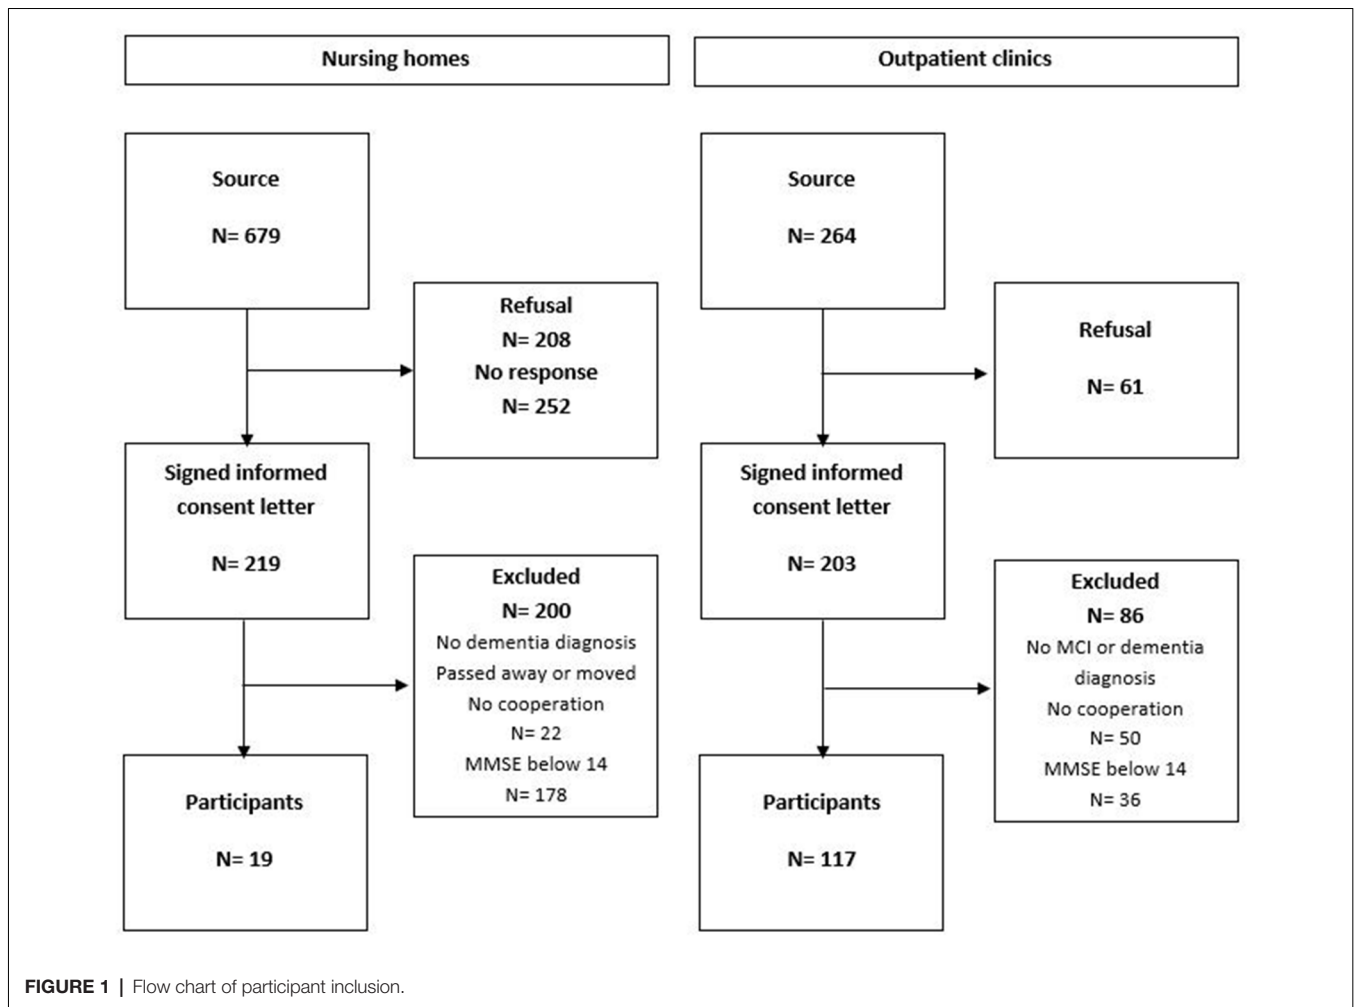 Nursing homes
Outpatient clinics
Source
N= 679
Refusal
N= 208
No response
N= 252
Signed informed
consent letter
N= 219
Excluded
N= 200
No dementia diagnosis
Passed away or moved
No cooperation
N= 22
MMSE below 14
N= 178
Participants
N= 19
Source
N= 264
Refusal
N= 61
Signed informed
consent letter
N= 203
Excluded
N= 86
No MCI or dementia
diagnosis
No cooperation
N= 50
MMSE below 14
N= 36
Participants
N= 117
FIGURE 1 | Flow chart of participant inclusion.